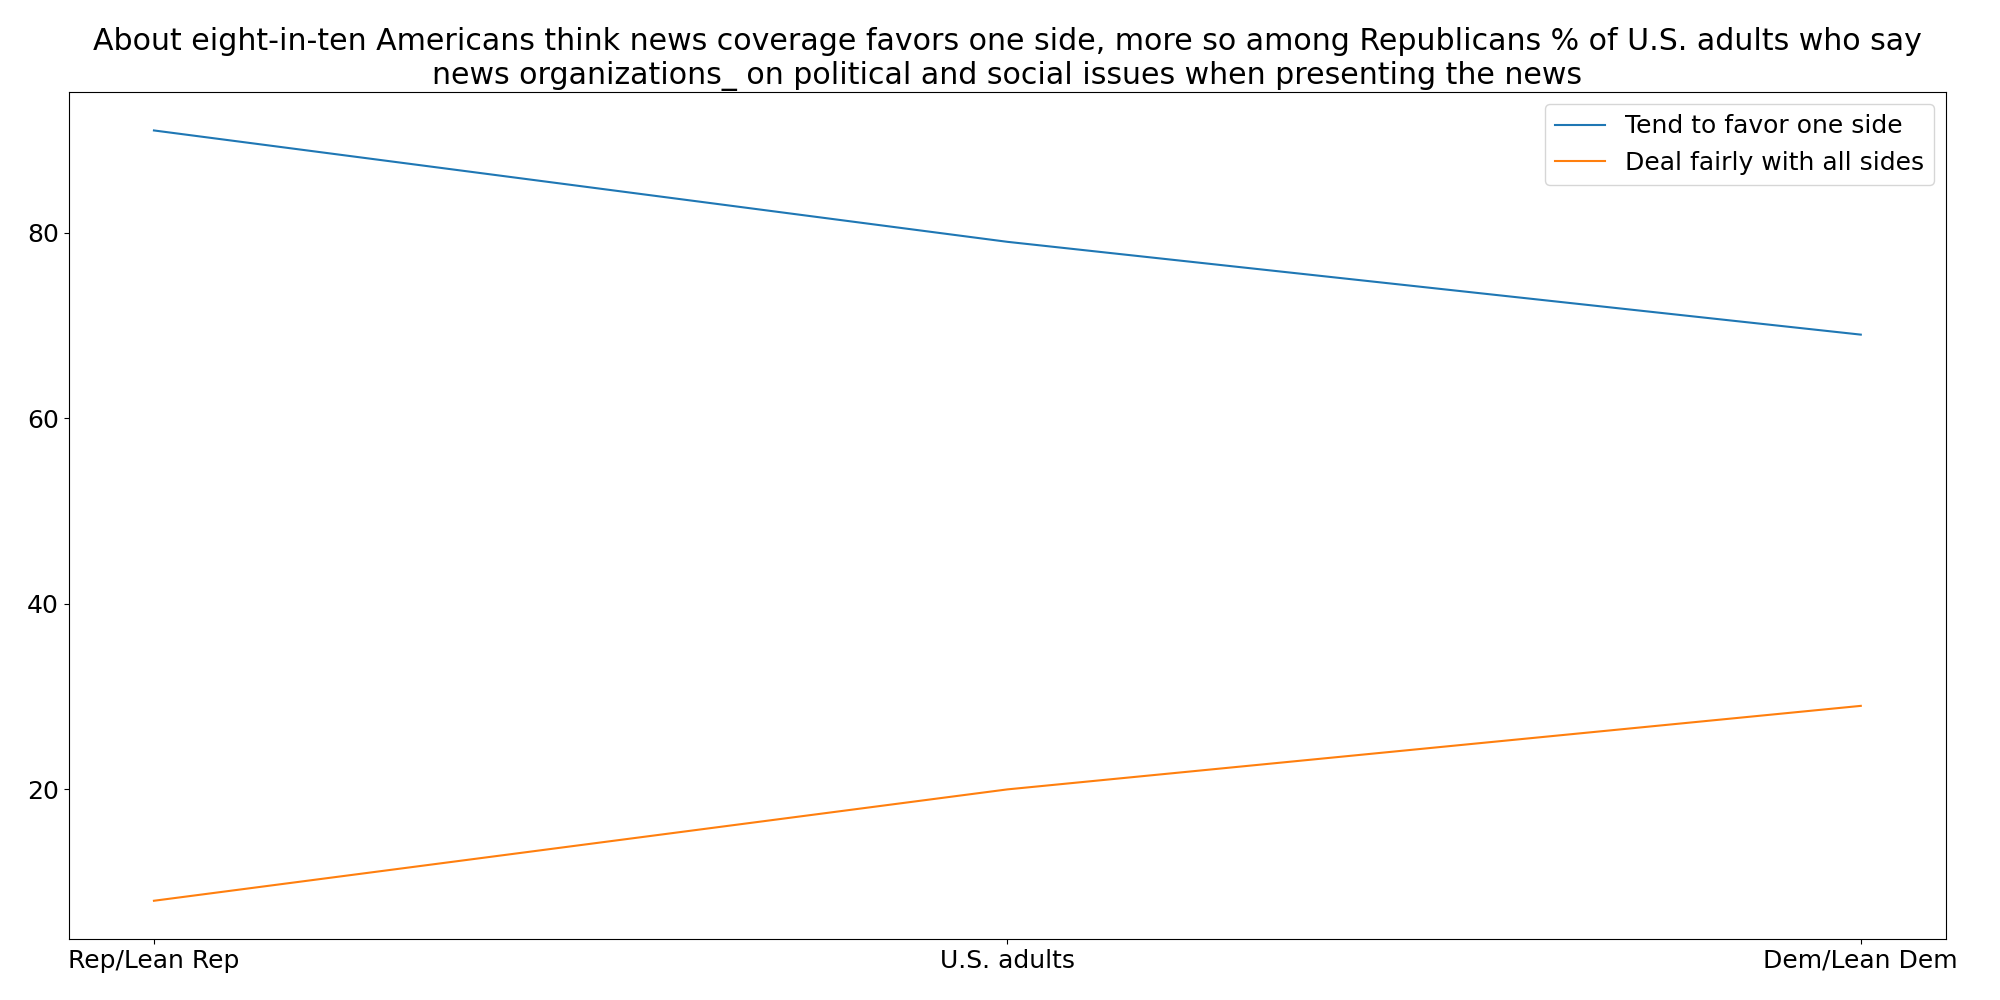 About eight-in-ten Americans think news coverage favors one side, more so among Republicans % of U.S. adults who say
news organizations_ on political and social issues when presenting the news
Tend to favor one side
Deal fairly with all sides
80
60
40
20
Rep/Lean Rep
U.S. adults
Dem/Lean Dem